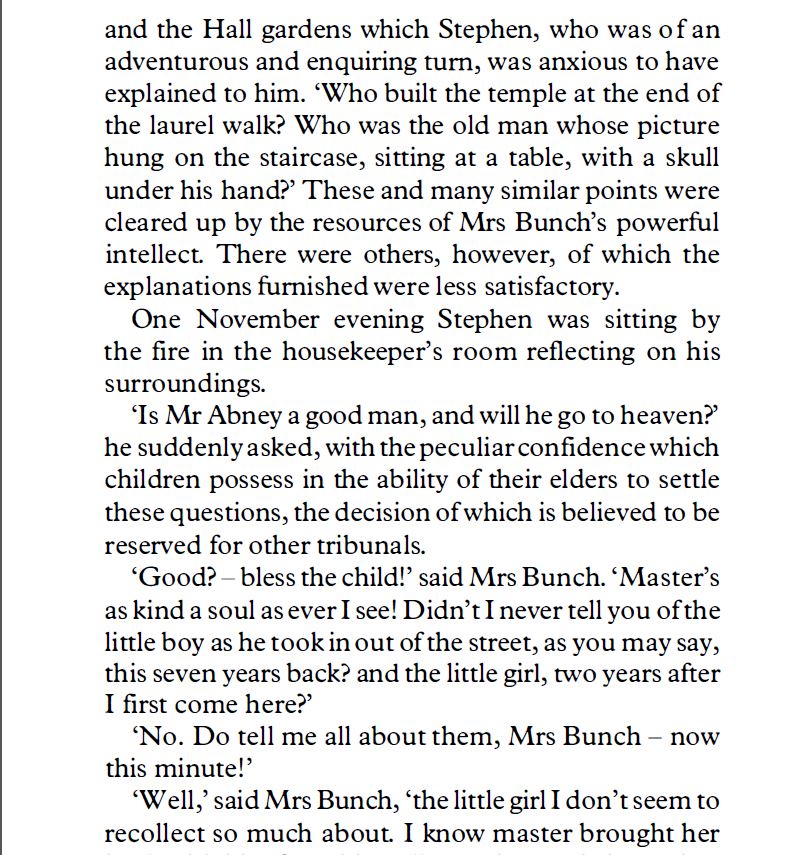 and the Hall gardens which Stephen, who was of an
adventurous and enquiring turn, was anxious to have
explained to him. ‘Who built the temple at the end of
the laurel walk? Who was the old man whose picture
hung on the staircase, sitting at a table, with a skull
under his hand?’ These and many similar points were
cleared up by the resources of Mrs Bunch’s powerful
intellect. There were others, however, of which the
explanations furnished were less satisfactory.
One November evening Stephen was sitting by
the fire in the housekeeper’s room reflecting on his
surroundings.
‘Is Mr Abney a good man, and will he go to heaven?’
he suddenly asked, with the peculiar confidence which
children possess in the ability of their elders to settle
these questions, the decision of which is believed to be
reserved for other tribunals.
‘Good? – bless the child!’ said Mrs Bunch. ‘Master’s
as kind a soul as ever I see! Didn’t I never tell you of the
little boy as he took in out of the street, as you may say,
this seven years back? and the little girl, two years after
I first come here?’
‘No. Do tell me all about them, Mrs Bunch – now
this minute!’
‘Well,’ said Mrs Bunch, ‘the little girl I don’t seem to
recollect so much about. I know master brought her